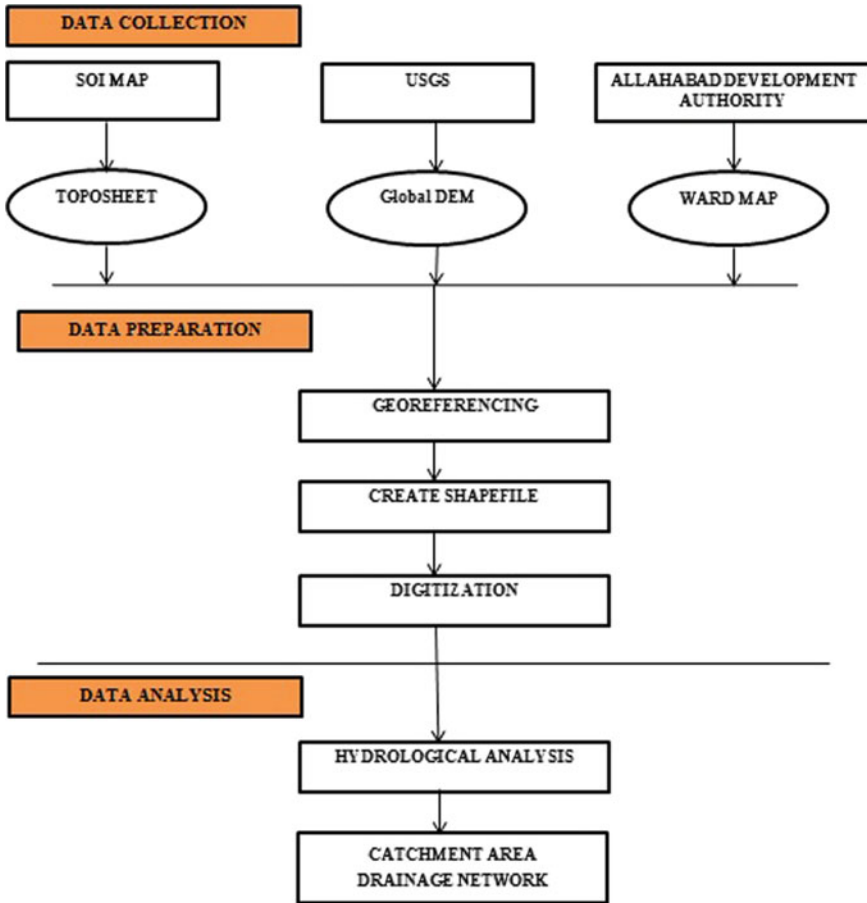 DATA COLLECTION
SOI MAP
USGS
ALLAHABAD DEVELOPMENT
AUTHORITY
TOPOSHEET
Global DEM
WARD MAP
DATA PREPARATION
GEOREFERENCING
CREATE SHAPEFILE
DIGITIZATION
DATA ANALYSIS
HYDROLOGICAL ANALYSIS
CATCHMENT AREA
DRAINAGE NETWORK